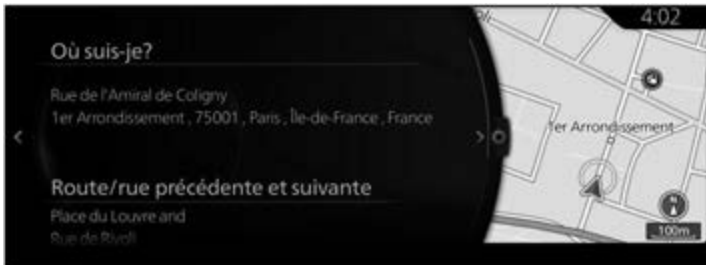 4:02
Où suis-je?
Rue de l'Amiral de Coligny
1er Arrondissement , 75001 , Paris , Île-de-France , France
1er Arrondissement
Route/rue précédente et suivante
Place du Louvre and
Rue de Rivoli
100m